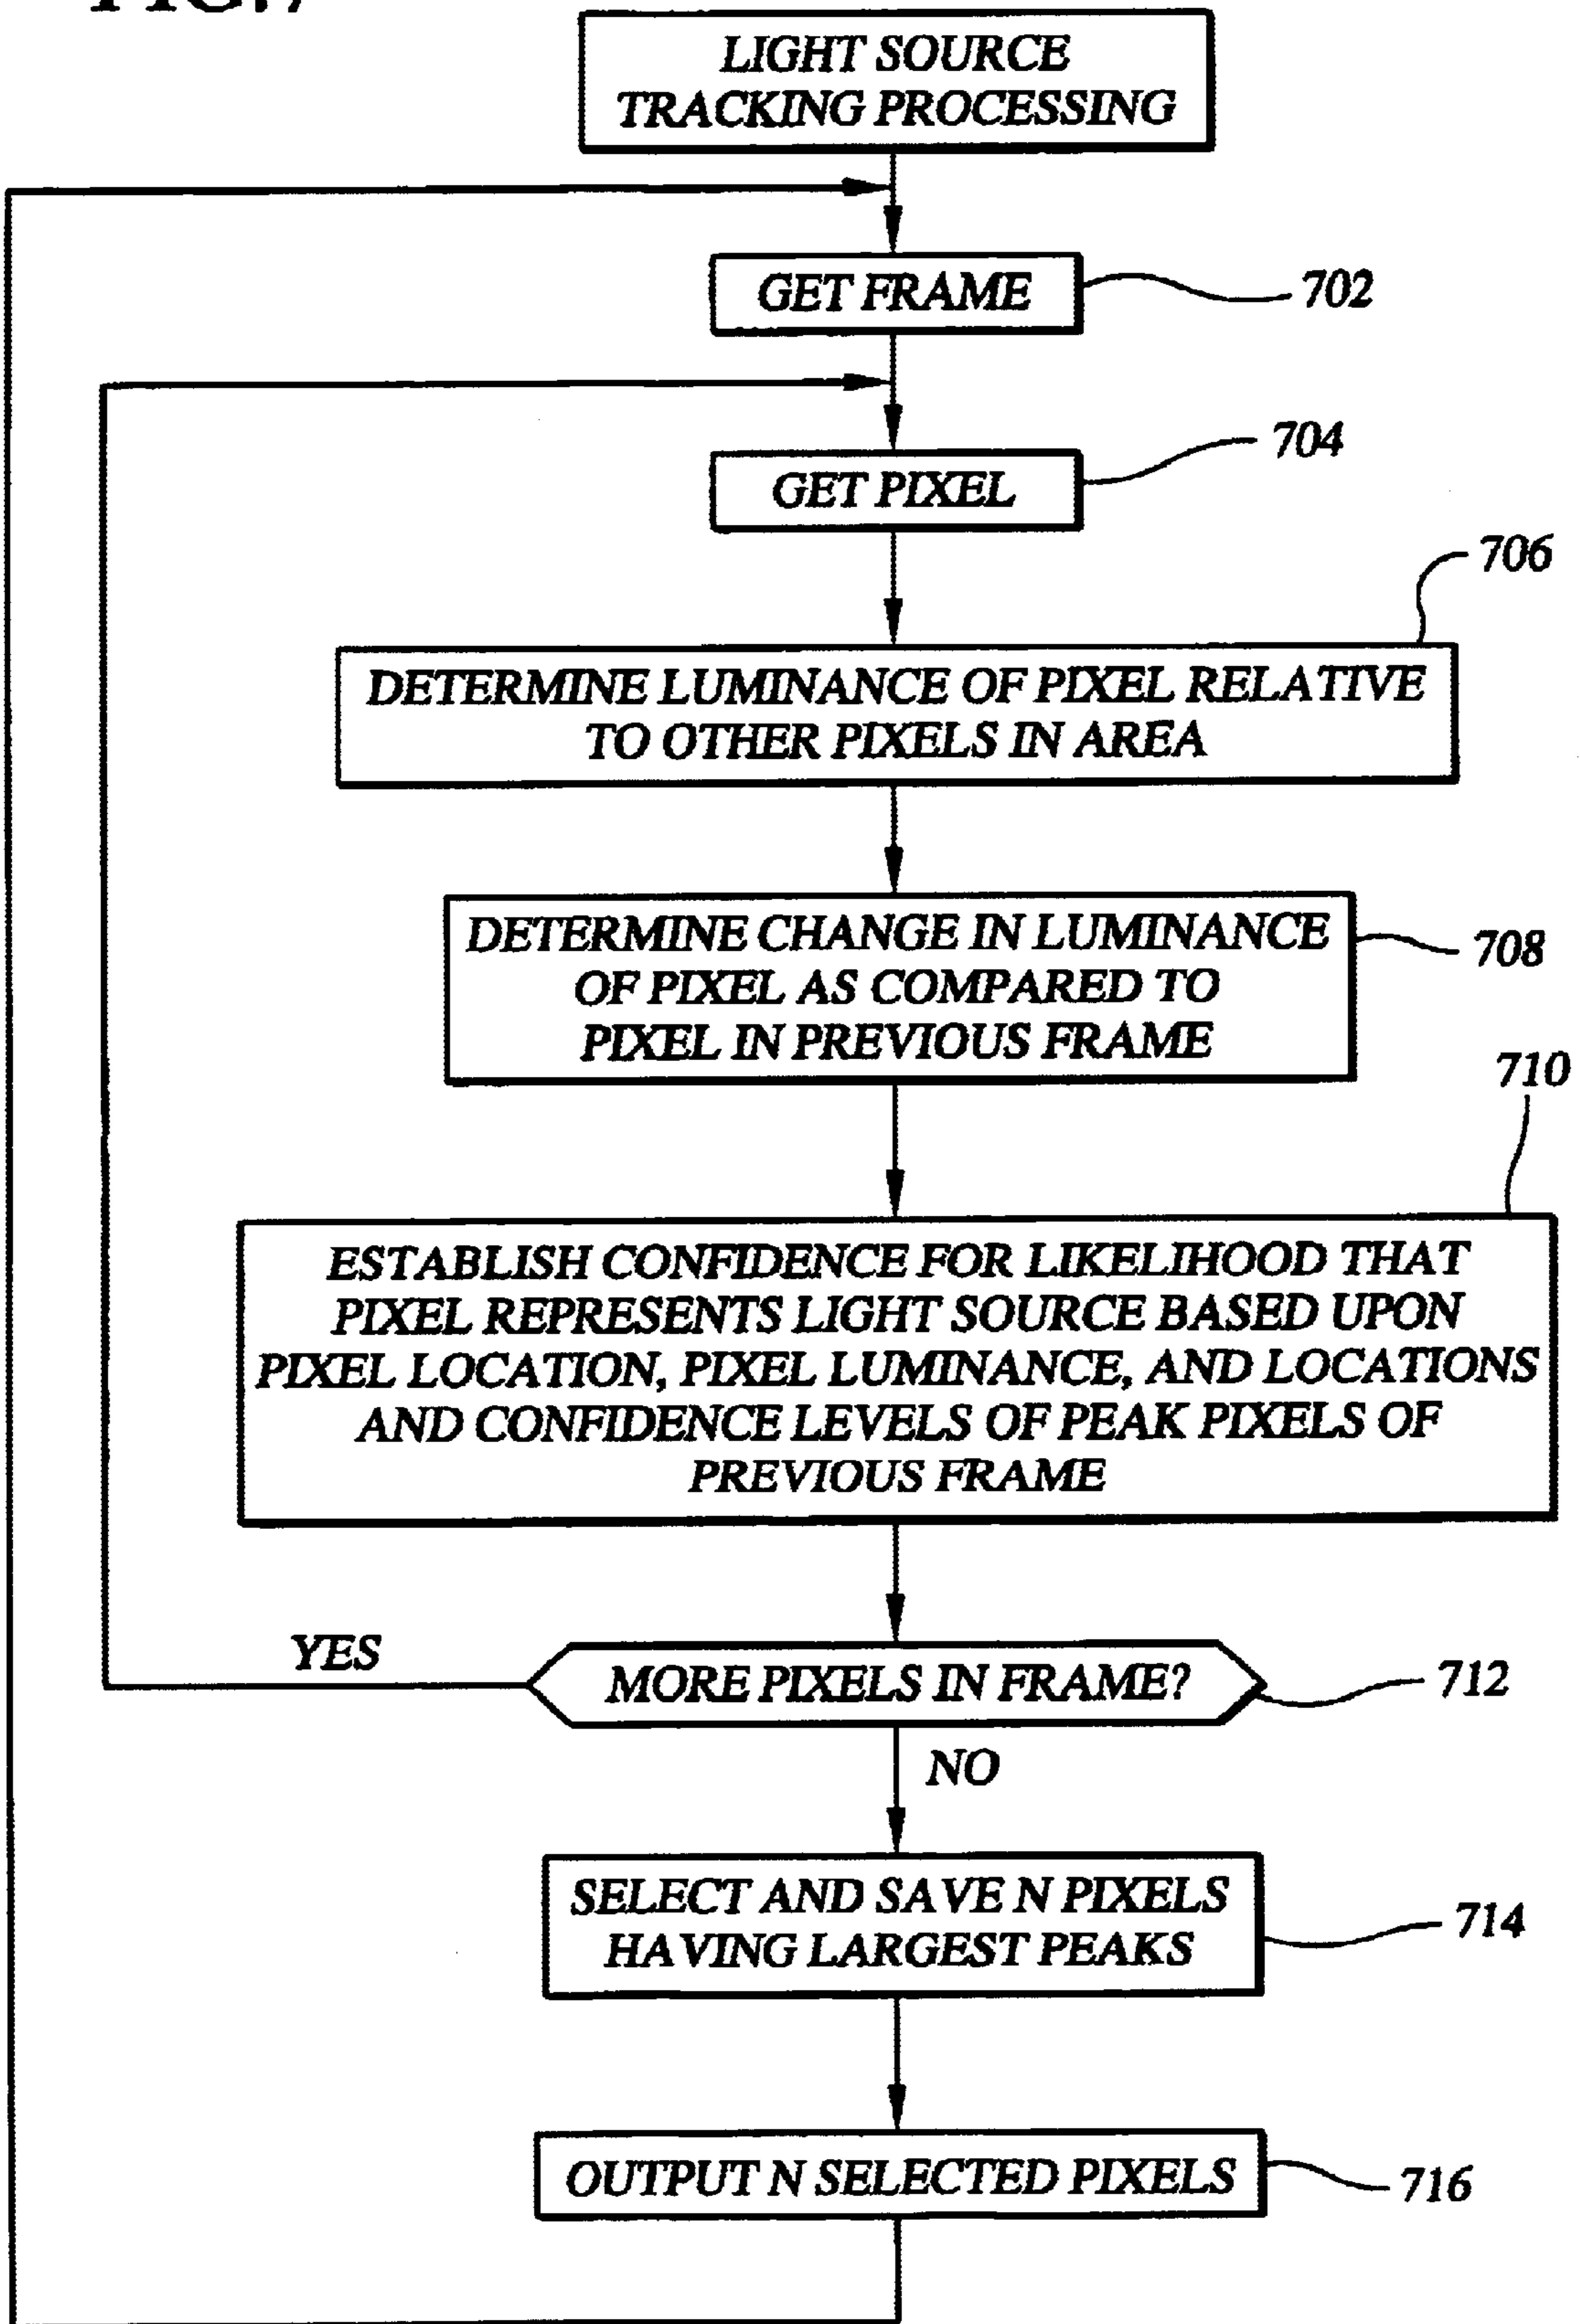 FIG. 7
LIGHT SOURCE
TRACKING PROCESSING
GET FRAME
702
GET PIXEL
704
706
DETERMINE LUMINANCE OF PIXEL RELATIVE
TO OTHER PIXELS IN AREA
DETERMINE CHANGE IN LUMINANCE
OF PIXEL AS COMPARED TO
PIXEL IN PREVIOUS FRAME
708
710
ESTABLISH CONFIDENCE FOR LIKELIHOOD THAT
PIXEL REPRESENTS LIGHT SOURCE BASED UPON
PIXEL LOCATION, PIXEL LUMINANCE, AND LOCATIONS
AND CONFIDENCE LEVELS OF PEAK PIXELS OF
PREVIOUS FRAME
YES
MORE PIXELS IN FRAME?
712
NO
SELECT AND SAVE N PIXELS
HAVING LARGEST PEAKS
714
OUTPUT N SELECTED PIXELS
716